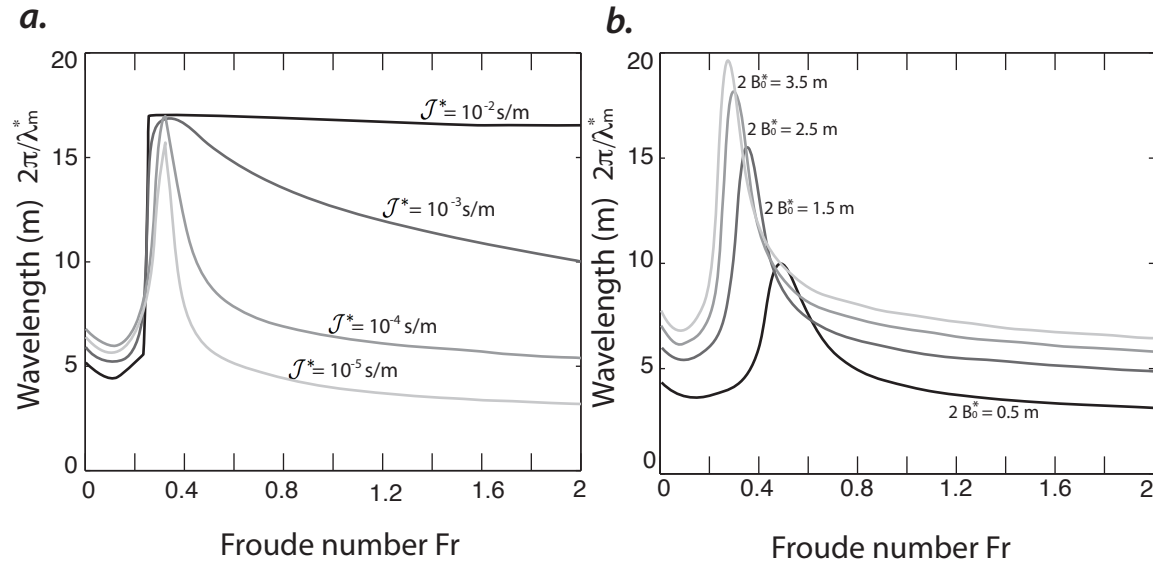 a.
20
15
10
5
0
Wavelength (m) 2π/λ*m
𝒥*= 10⁻² s/m
𝒥*= 10⁻³ s/m
𝒥*= 10⁻⁴ s/m
𝒥*= 10⁻⁵ s/m
0 0.4 0.8 1.2 1.6 2
Froude number Fr
b.
20
15
10
5
0
Wavelength (m) 2π/λ*m
2 B*₀ = 3.5 m
2 B*₀ = 2.5 m
2 B*₀ = 1.5 m
2 B*₀ = 0.5 m
0 0.4 0.8 1.2 1.6 2
Froude number Fr